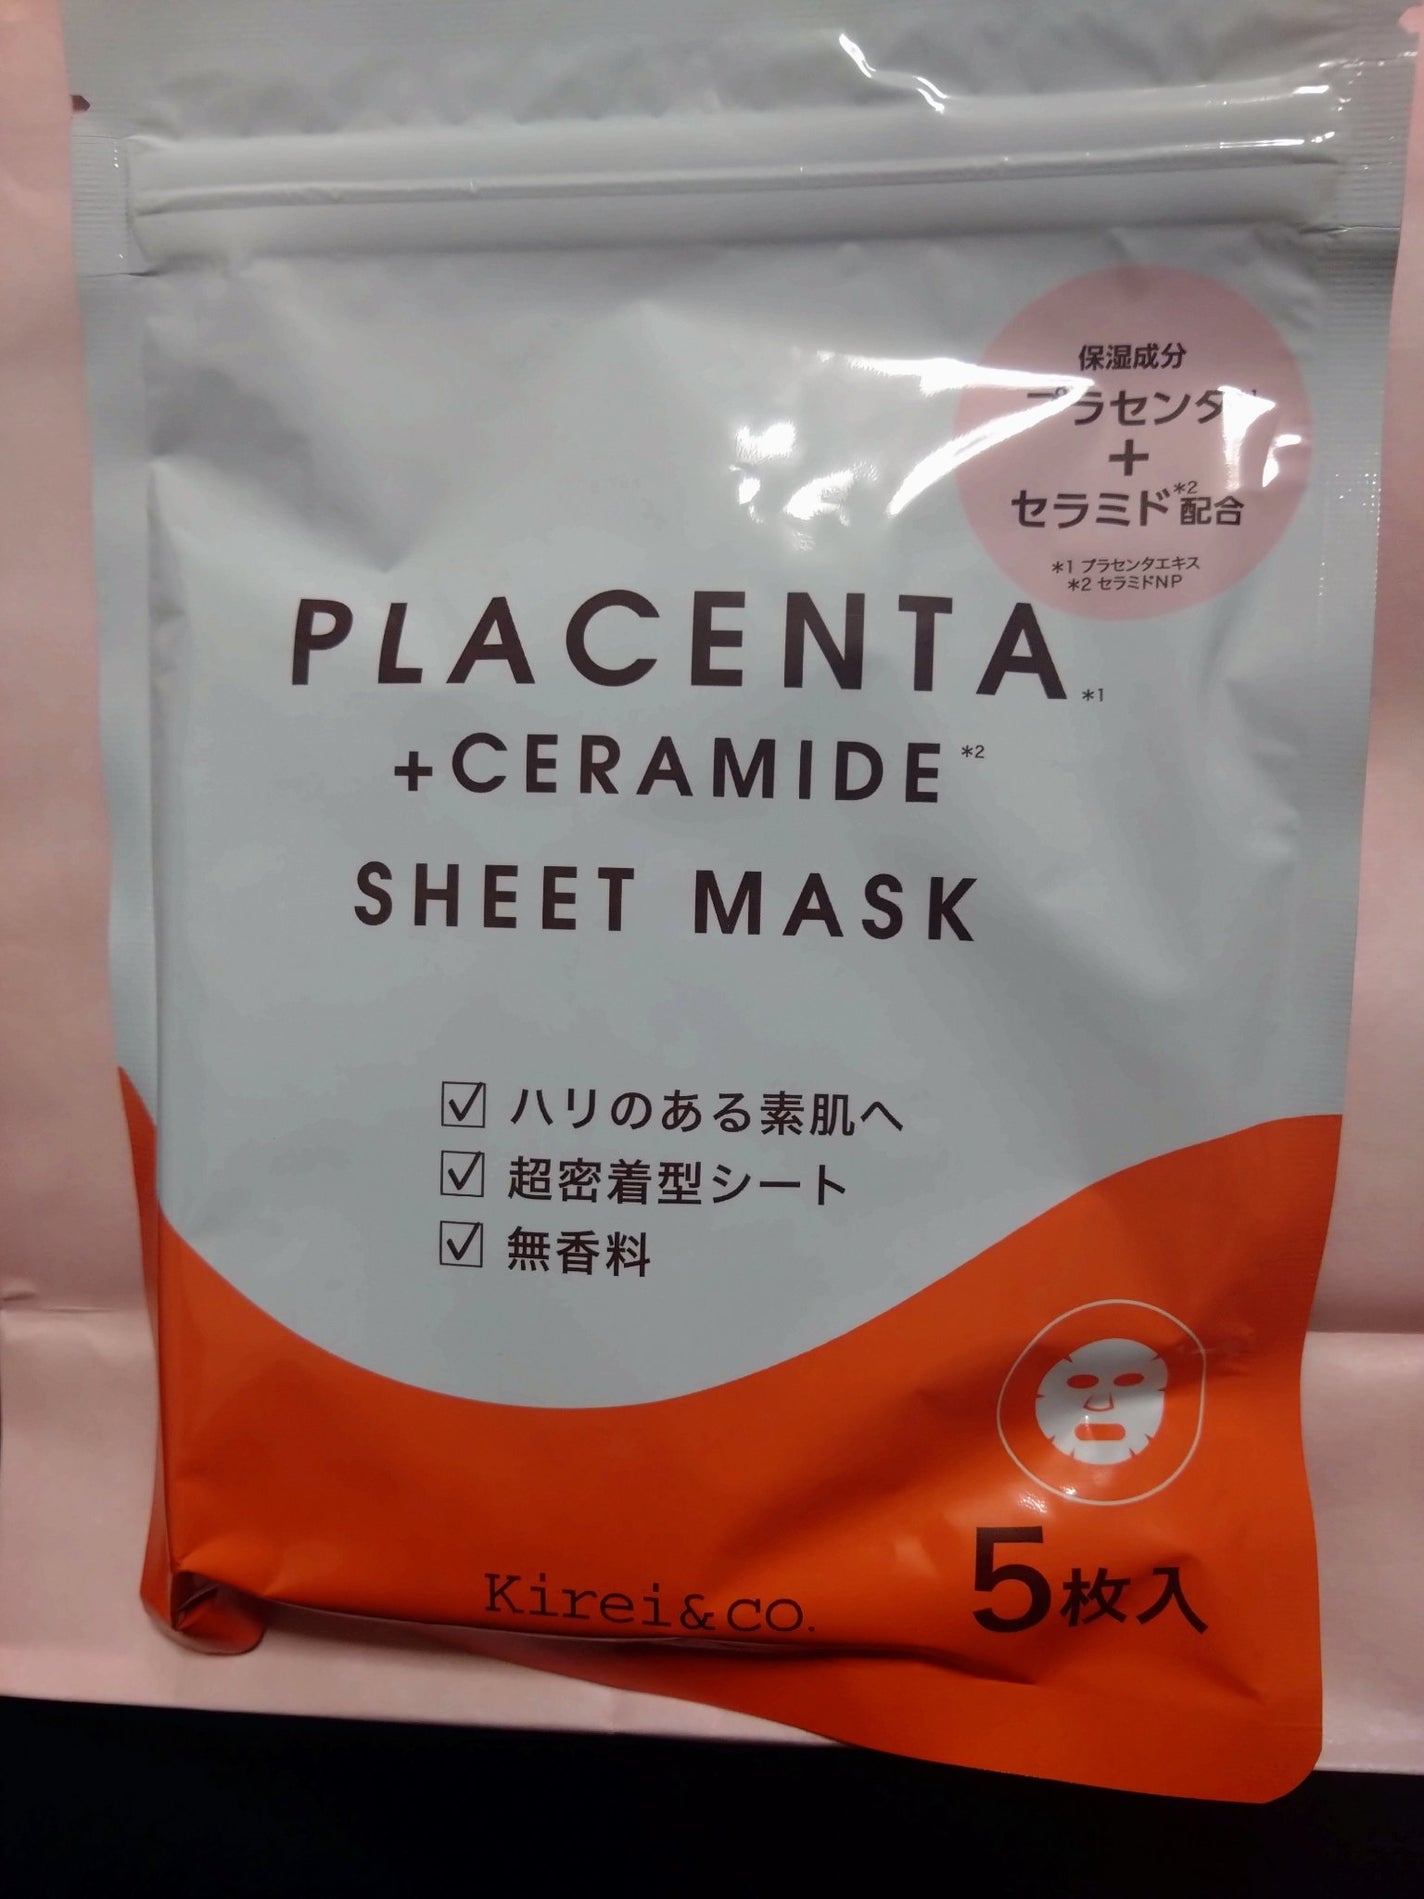 保湿成分
プラセンタ*1
+
セラミド*2配合
*1 プラセンタエキス
*2 セラミドNP
PLACENTA*1
+CERAMIDE*2
SHEET MASK
ハリのある素肌へ
超密着型シート
無香料
5枚入
Kirei&co.